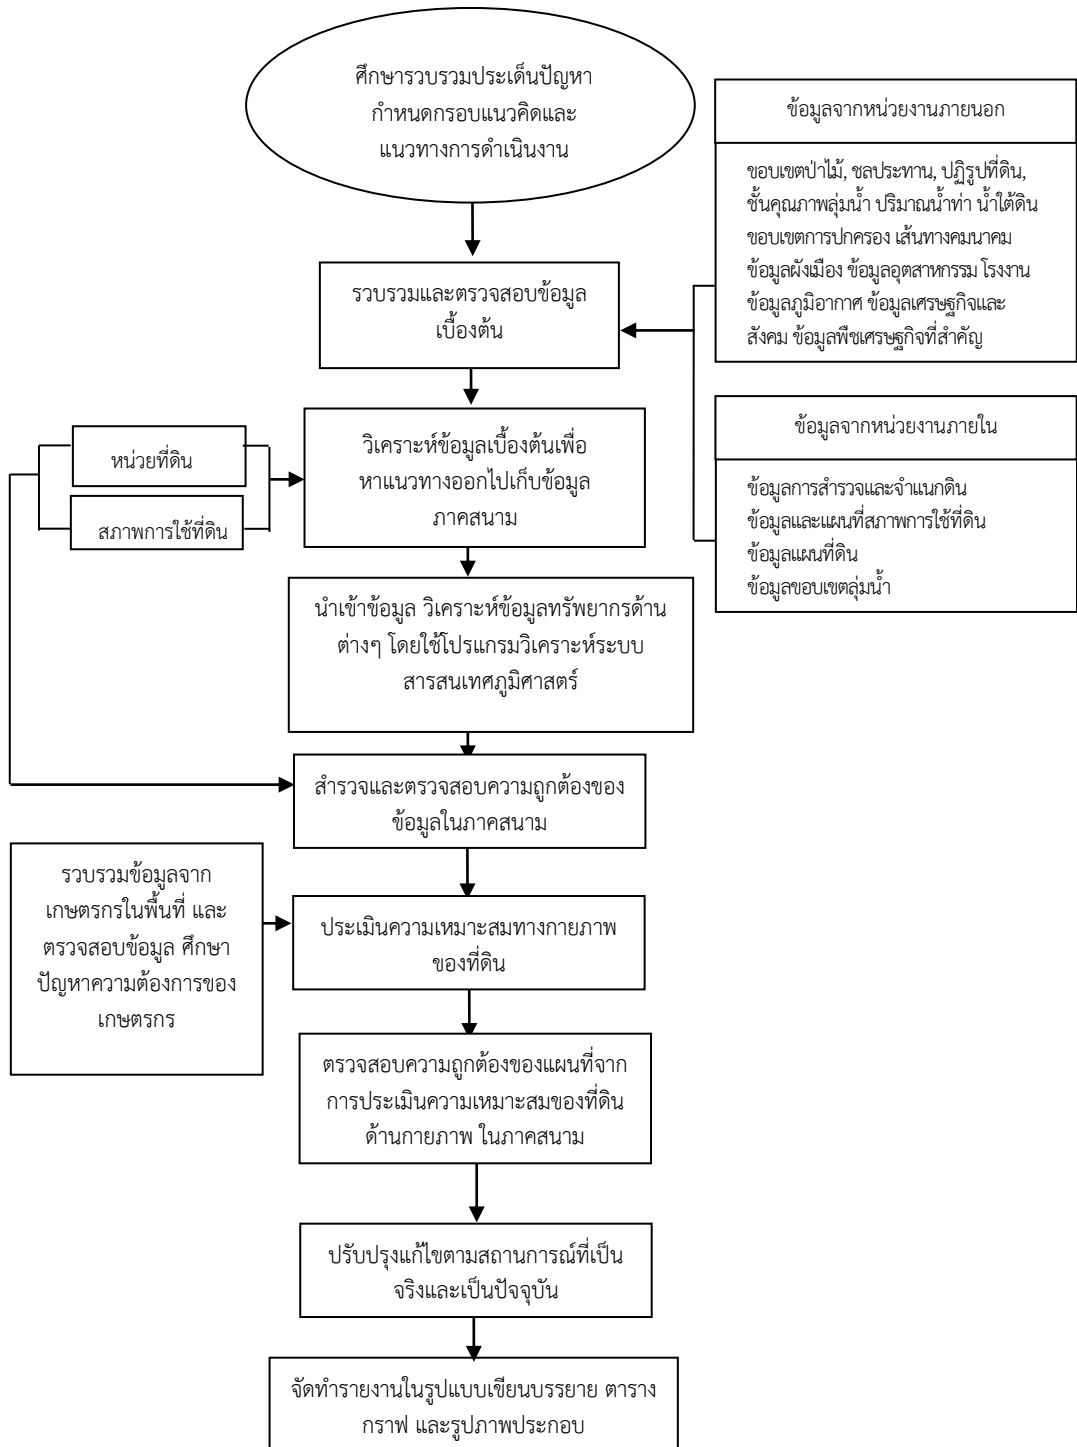 ศึกษารวบรวมประเด็นปัญหา
กำหนดกรอบแนวคิดและ
แนวทางการดำเนินงาน
ข้อมูลจากหน่วยงานภายนอก
ขอบเขตป่าไม้, ชลประทาน, ปฏิรูปที่ดิน,
ชั้นคุณภาพลุ่มน้ำ ปริมาณน้ำท่า น้ำใต้ดิน
ขอบเขตการปกครอง เส้นทางคมนาคม
ข้อมูลผังเมือง ข้อมูลอุตสาหกรรม โรงงาน
ข้อมูลภูมิอากาศ ข้อมูลเศรษฐกิจและ
สังคม ข้อมูลพืชเศรษฐกิจที่สำคัญ
รวบรวมและตรวจสอบข้อมูล
เบื้องต้น
ข้อมูลจากหน่วยงานภายใน
ข้อมูลการสำรวจและจำแนกดิน
ข้อมูลและแผนที่สภาพการใช้ที่ดิน
ข้อมูลแผนที่ดิน
ข้อมูลขอบเขตลุ่มน้ำ
หน่วยที่ดิน
สภาพการใช้ที่ดิน
วิเคราะห์ข้อมูลเบื้องต้นเพื่อ
หาแนวทางออกไปเก็บข้อมูล
ภาคสนาม
นำเข้าข้อมูล วิเคราะห์ข้อมูลทรัพยากรด้าน
ต่างๆ โดยใช้โปรแกรมวิเคราะห์ระบบ
สารสนเทศภูมิศาสตร์
สำรวจและตรวจสอบความถูกต้องของ
ข้อมูลในภาคสนาม
รวบรวมข้อมูลจาก
เกษตรกรในพื้นที่ และ
ตรวจสอบข้อมูล ศึกษา
ปัญหาความต้องการของ
เกษตรกร
ประเมินความเหมาะสมทางกายภาพ
ของที่ดิน
ตรวจสอบความถูกต้องของแผนที่จาก
การประเมินความเหมาะสมของที่ดิน
ด้านกายภาพ ในภาคสนาม
ปรับปรุงแก้ไขตามสถานการณ์ที่เป็น
จริงและเป็นปัจจุบัน
จัดทำรายงานในรูปแบบเขียนบรรยาย ตาราง
กราฟ และรูปภาพประกอบ